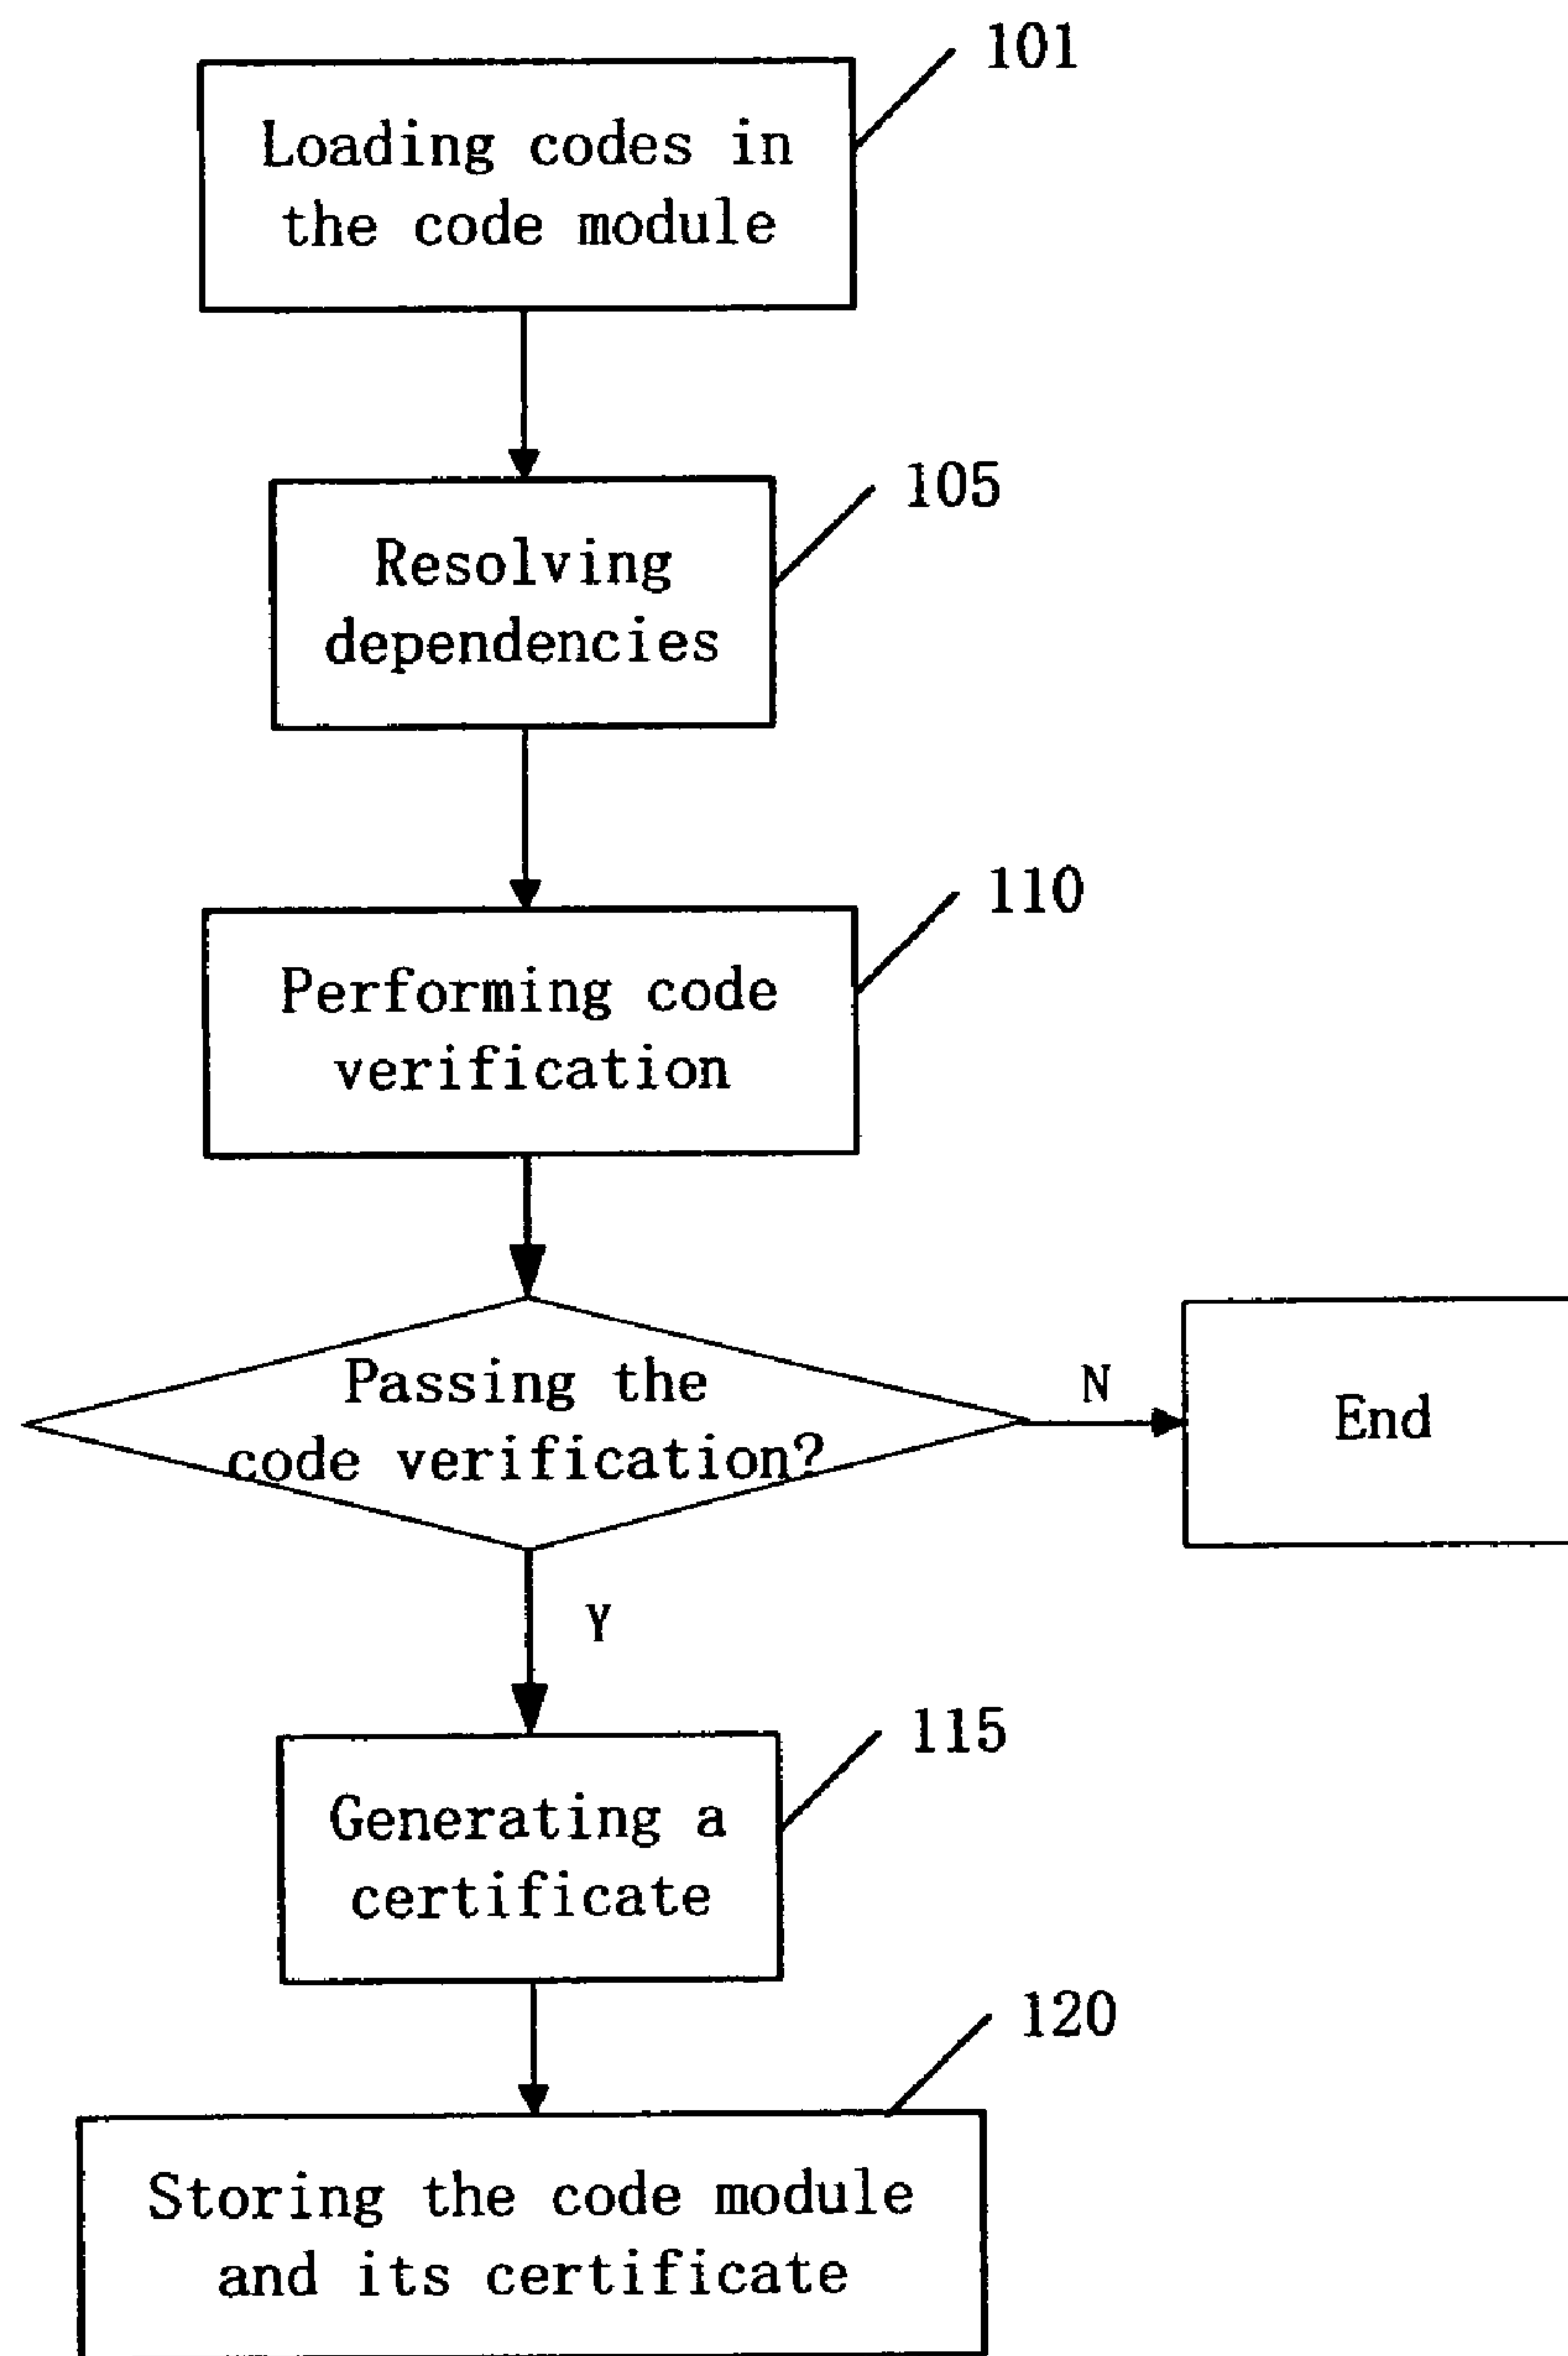 101
Loading codes in
the code module
105
Resolving
dependencies
110
Performing code
verification
Passing the
code verification?
N
End
Y
115
Generating a
certificate
120
Storing the code module
and its certificate